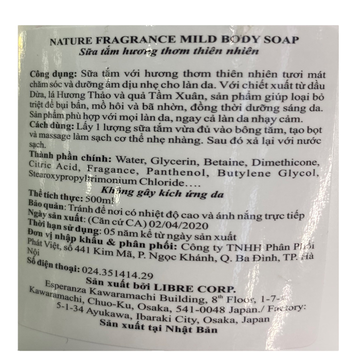 NATURE FRAGRANCE MILD BODY SOAP
Sữa tắm hương thơm thiên nhiên
Công dụng: Sữa tắm với hương thơm thiên nhiên tươi mát
chăm sóc và dưỡng ẩm dịu nhẹ cho làn da. Với chiết xuất từ dầu
Dừa, lá Hương Thảo và quả Tầm Xuân, sản phẩm giúp loại bỏ
triệt để bụi bẩn, mồ hôi và bã nhờn, đồng thời dưỡng sáng da.
Sản phẩm phù hợp với mọi làn da, ngay cả làn da nhạy cảm.
Cách dùng: Lấy 1 lượng sữa tắm vừa đủ vào bông tắm, tạo bọt
và massage làm sạch cơ thể nhẹ nhàng. Sau đó xả lại với nước
sạch.
Thành phần chính: Water, Glycerin, Betaine, Dimethicone,
Citric Acid, Fragance, Panthenol, Butylene Glycol,
Stearoxypropyltrimonium Chloride….
Không gây kích ứng da
Thể tích thực: 500ml
Bảo quản: Tránh để nơi có nhiệt độ cao và ánh nắng trực tiếp
Ngày sản xuất: (Căn cứ CA) 02/04/2020
Thời hạn sử dụng: 05 năm kể từ ngày sản xuất
Đơn vị nhập khẩu & phân phối: Công ty TNHH Phân Phối
Phát Việt, số 441 Kim Mã, P. Ngọc Khánh, Q. Ba Đình, TP. Hà
Nội
Số điện thoại: 024.351414.29
Sản xuất bởi LIBRE CORP.
Esperanza Kawaramachi Building, 8th Floor, 1-7-
Kawaramachi, Chuo-Ku, Osaka, 541-0048 Japan./ Factory:
5-1-34 Ayukawa, Ibaraki City, Osaka, Japan
Sản xuất tại Nhật Bản